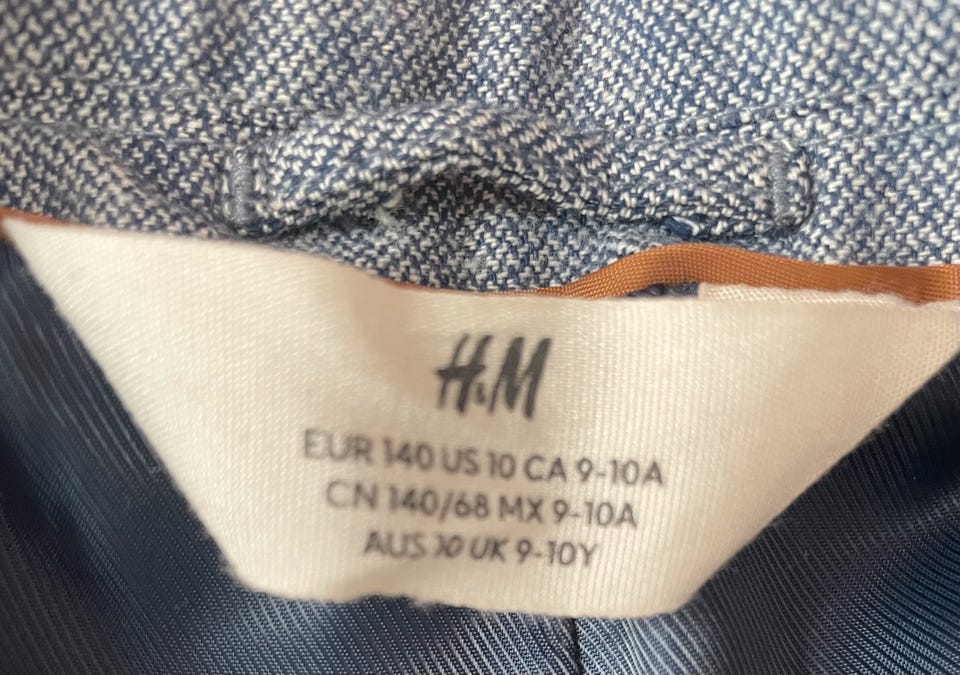 H&M
EUR 140 US 10 CA 9-10A
CN 140/68 MX 9-10A
AUS 10 UK 9-10Y